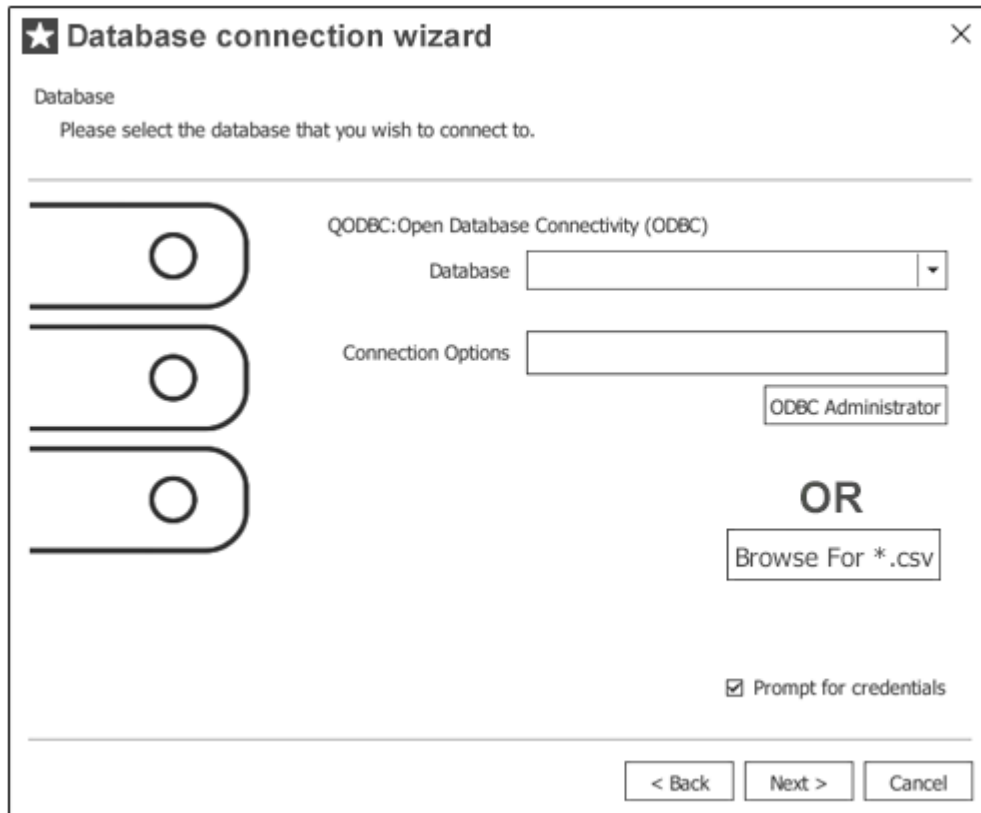 Database connection wizard
Database
Please select the database that you wish to connect to.
QODBC:Open Database Connectivity (ODBC)
Database
Connection Options
ODBC Administrator
OR
Browse For *.csv
Prompt for credentials
< Back Next > Cancel